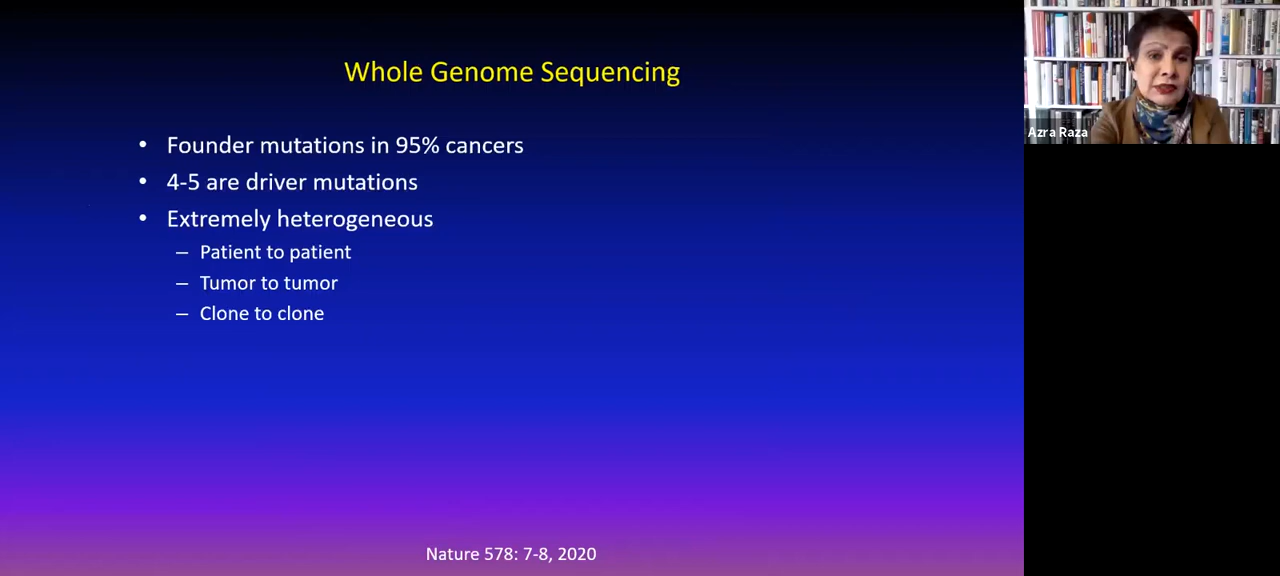 Whole Genome Sequencing
• Founder mutations in 95% cancers
• 4-5 are driver mutations
• Extremely heterogeneous
– Patient to patient
– Tumor to tumor
– Clone to clone
Nature 578: 7-8, 2020
Azra Raza